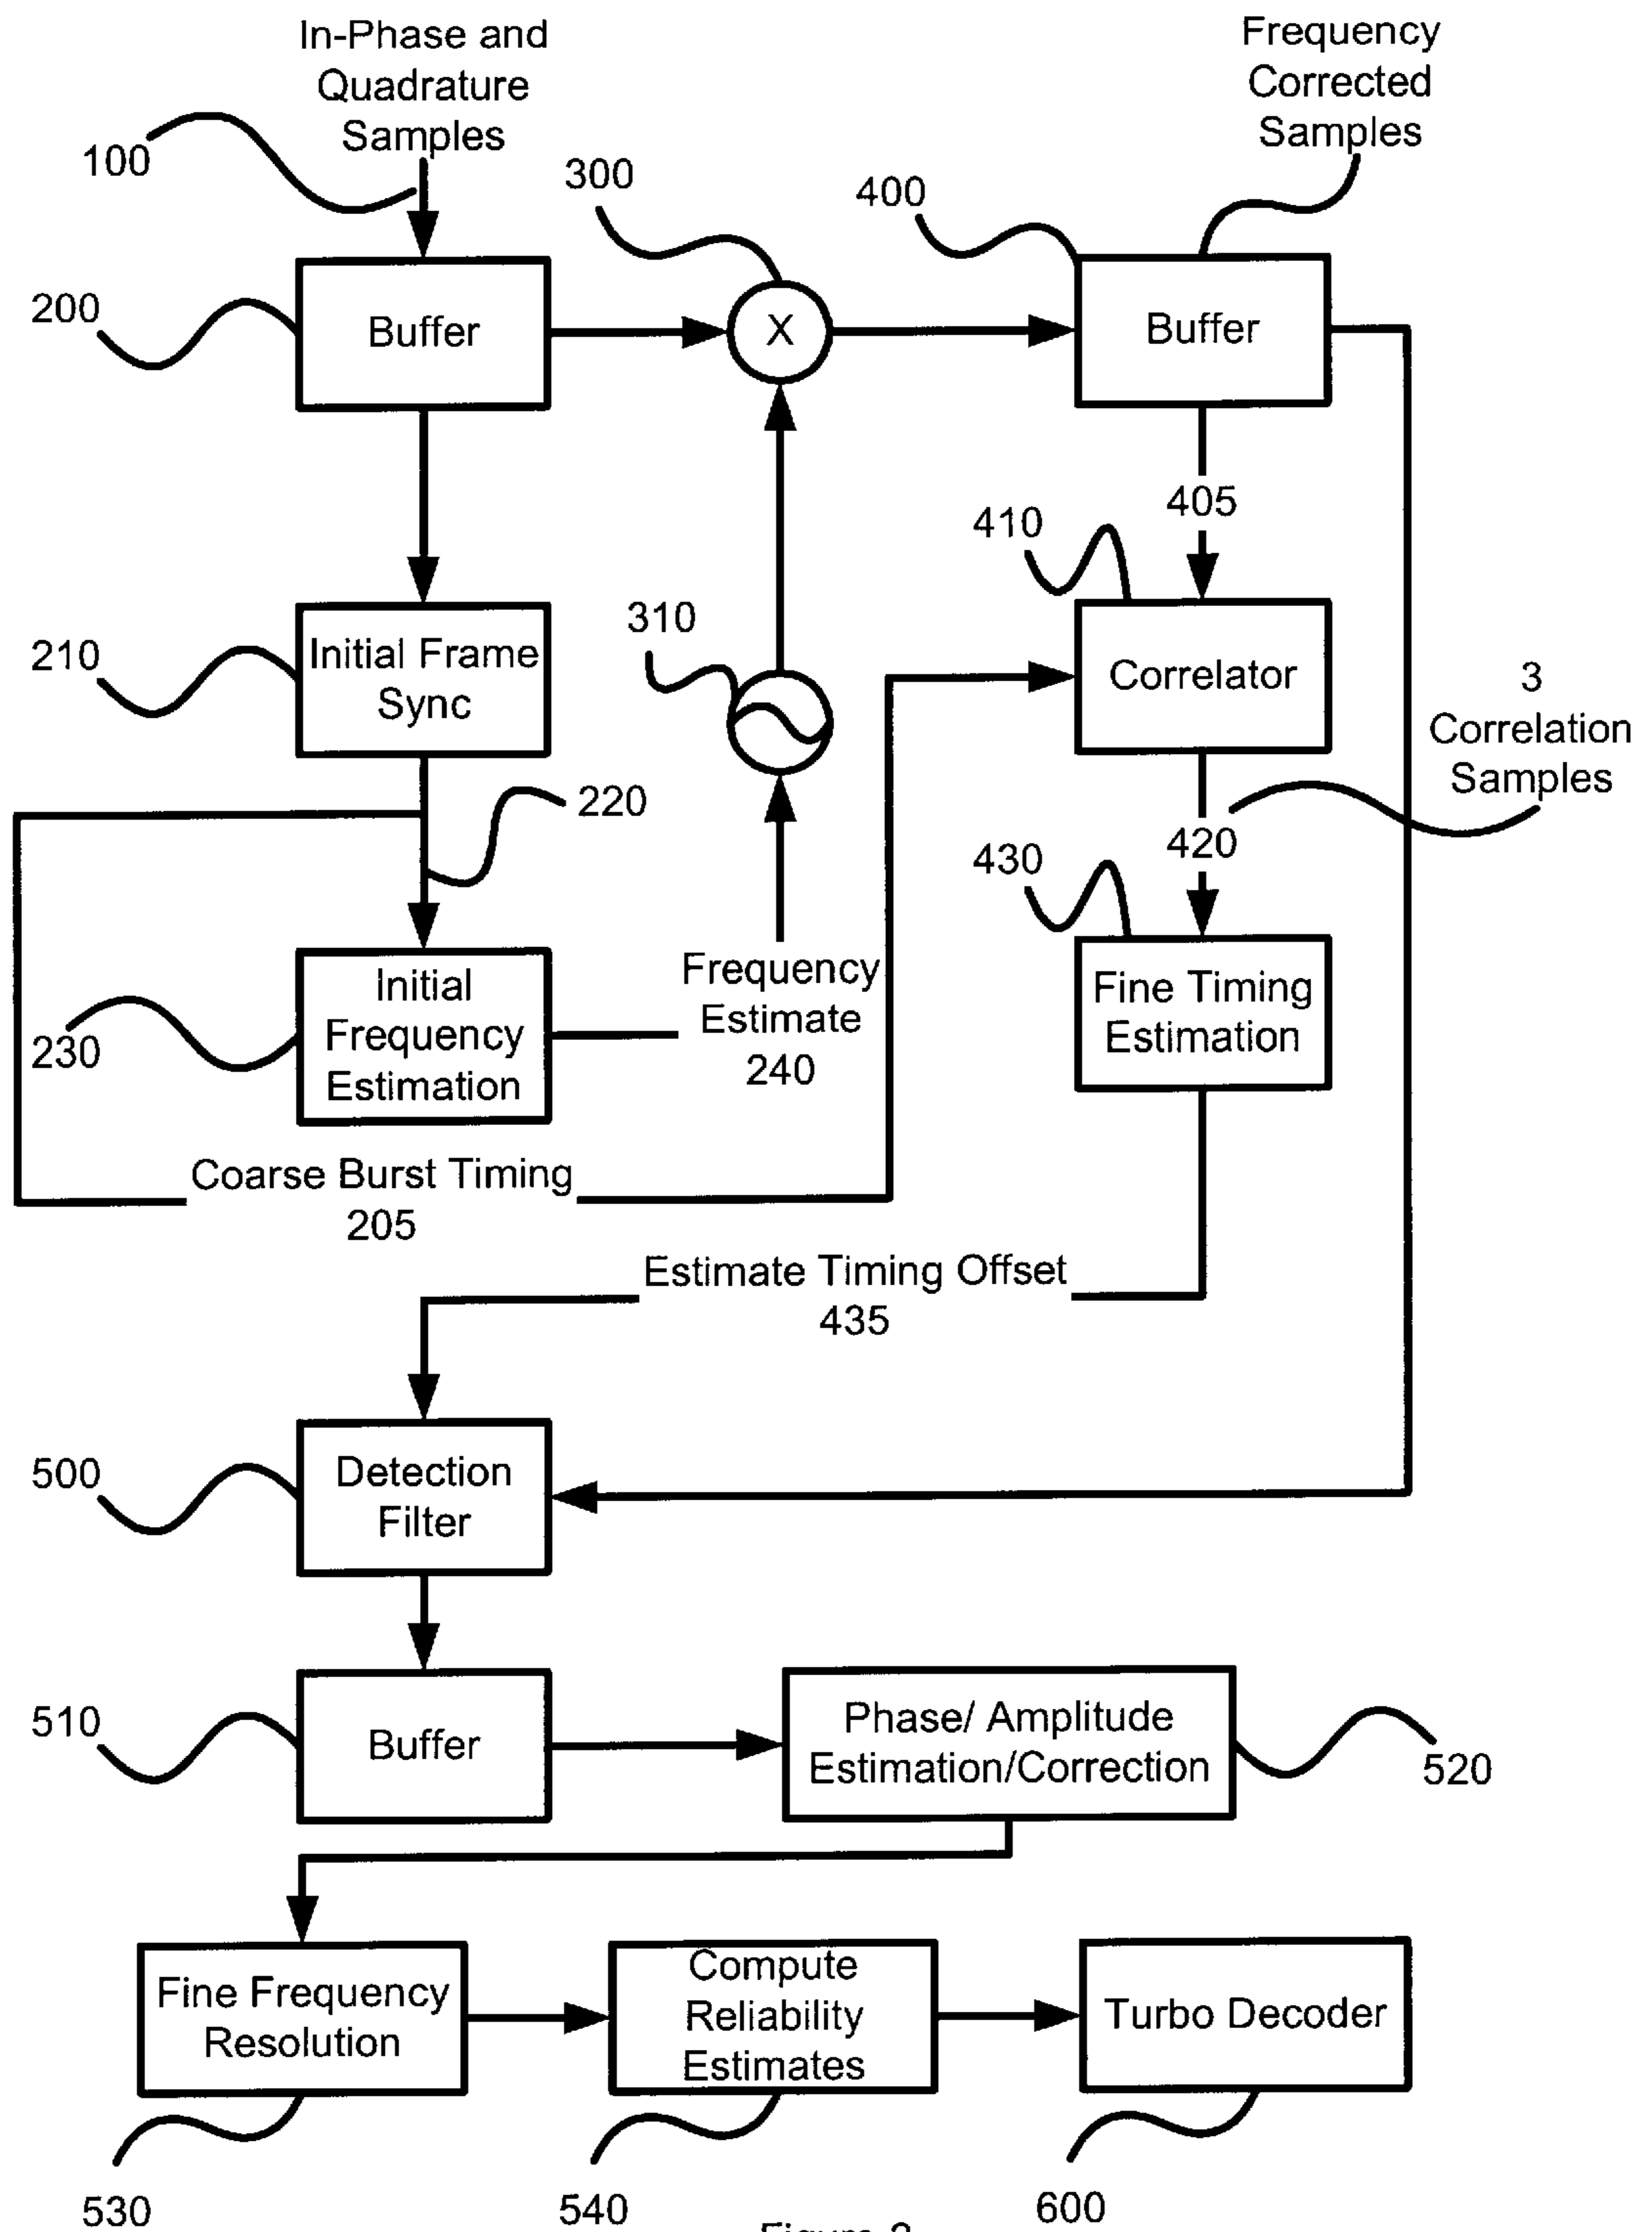 In-Phase and
Quadrature
Samples
Frequency
Corrected
Samples
100
300
400
200
Buffer
X
Buffer
405
410
310
210
Initial Frame
Sync
Correlator
3
Correlation
Samples
220
420
430
Initial
Frequency
Estimation
230
Frequency
Estimate
240
Fine Timing
Estimation
Coarse Burst Timing
205
Estimate Timing Offset
435
500
Detection
Filter
510
Buffer
Phase/ Amplitude
Estimation/Correction
520
Fine Frequency
Resolution
Compute
Reliability
Estimates
Turbo Decoder
530
540
600